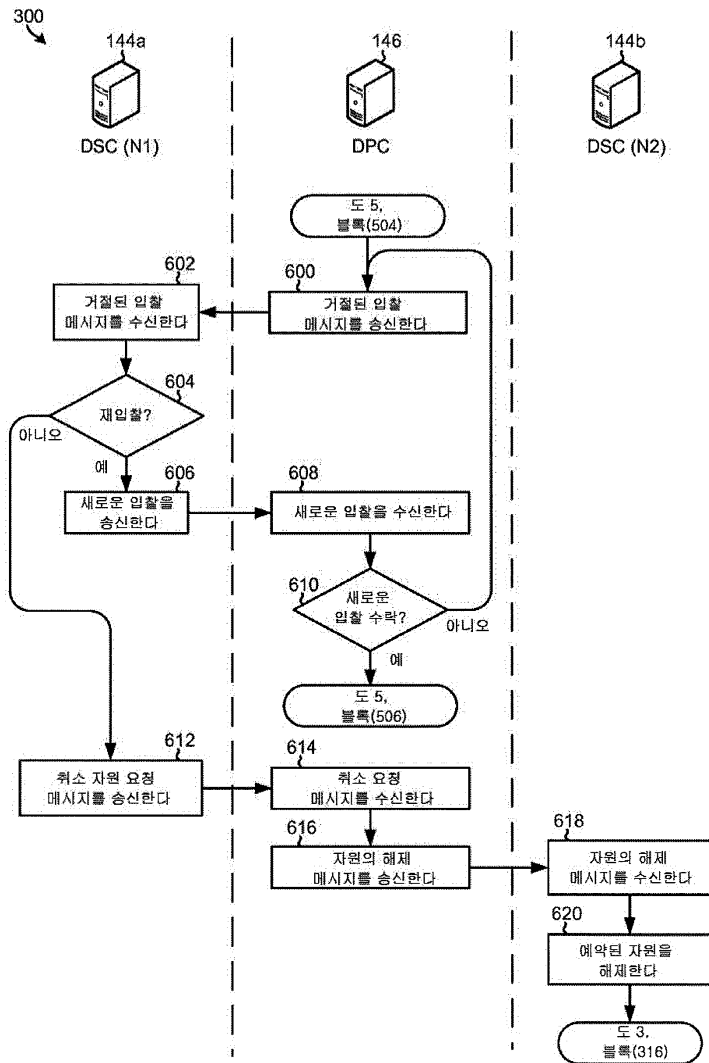 300
144a
146
144b
DSC (N1)
DPC
DSC (N2)
도 5,
블록(504)
602
거절된 입찰
메시지를 수신한다
600
거절된 입찰
메시지를 송신한다
604
재입찰?
아니오
예
606
새로운 입찰을
송신한다
608
새로운 입찰을 수신한다
610
새로운
입찰 수락?
아니오
예
도 5,
블록(506)
612
취소 자원 요청
메시지를 송신한다
614
취소 요청
메시지를 수신한다
616
자원의 해제
메시지를 송신한다
618
자원의 해제
메시지를 수신한다
620
예약된 자원을
해제한다
도 3,
블록(316)